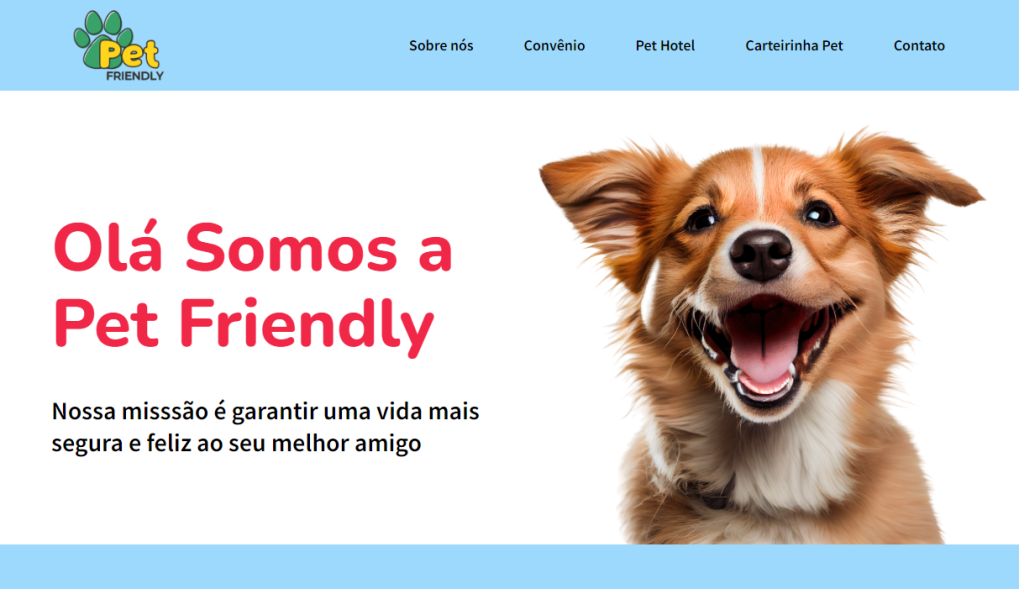 Pet
FRIENDLY
Sobre nós Convênio Pet Hotel Carteirinha Pet Contato
Olá Somos a
Pet Friendly
Nossa misssão é garantir uma vida mais
segura e feliz ao seu melhor amigo